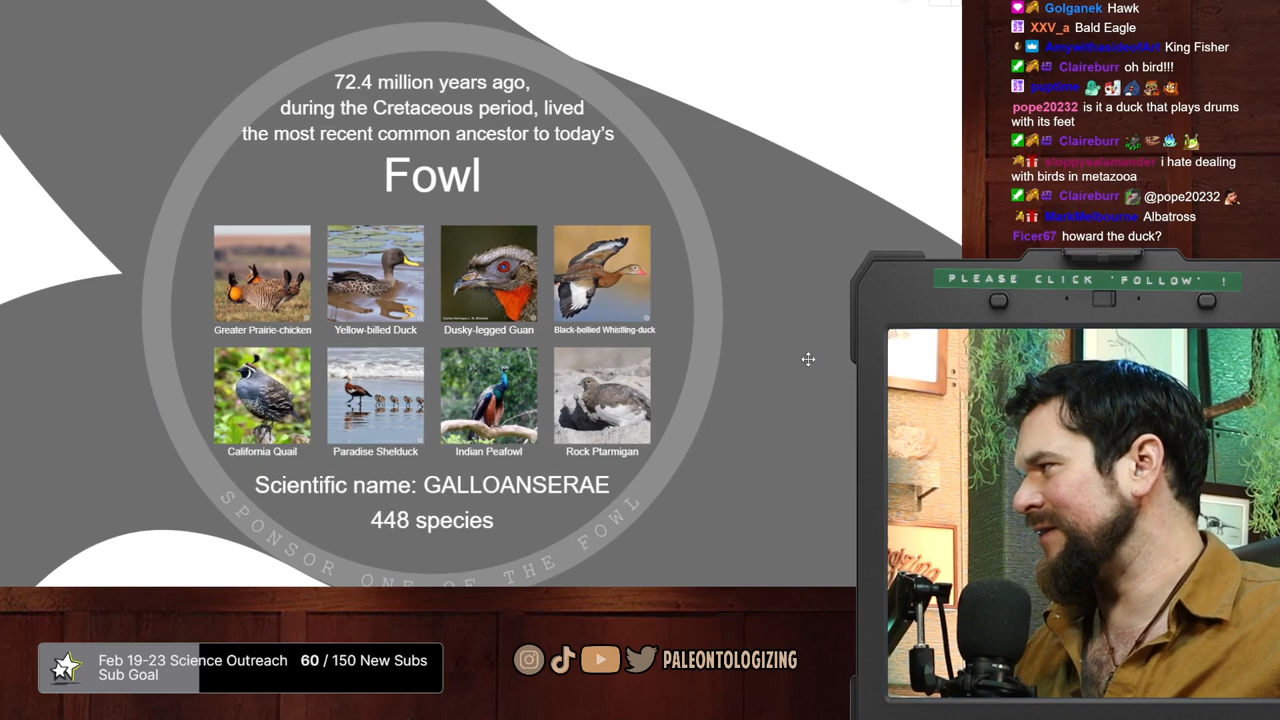 72.4 million years ago,
during the Cretaceous period, lived
the most recent common ancestor to today's
Fowl
Greater Prairie-chicken
Yellow-billed Duck
Dusky-legged Guan
Black-bellied Whistling-duck
California Quail
Paradise Shelduck
Indian Peafowl
Rock Ptarmigan
Scientific name: GALLOANSERAE
448 species
SPONSOR ONE OF THE FOWL
Golganek Hawk
XXV_a Bald Eagle
King Fisher
Claireburr oh bird!!!
pope20232 is it a duck that plays drums
with its feet
Claireburr
sloppysalamander i hate dealing
with birds in metazooa
Claireburr @pope20232
MarkMelbourne Albatross
Ficer67 howard the duck?
PLEASE CLICK "FOLLOW" !
Feb 19-23 Science Outreach 60 / 150 New Subs
Sub Goal
PALEONTOLOGIZING